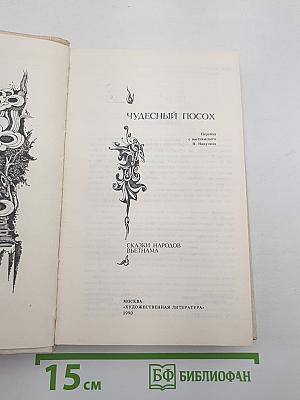 ЧУДЕСНЫЙ ПОСОХ
Перевод
с вьетнамского
Н. Никулина
СКАЗКИ НАРОДОВ
ВЬЕТНАМА
МОСКВА
«ХУДОЖЕСТВЕННАЯ ЛИТЕРАТУРА»
1990
15 см
БФ БИБЛИОФАН